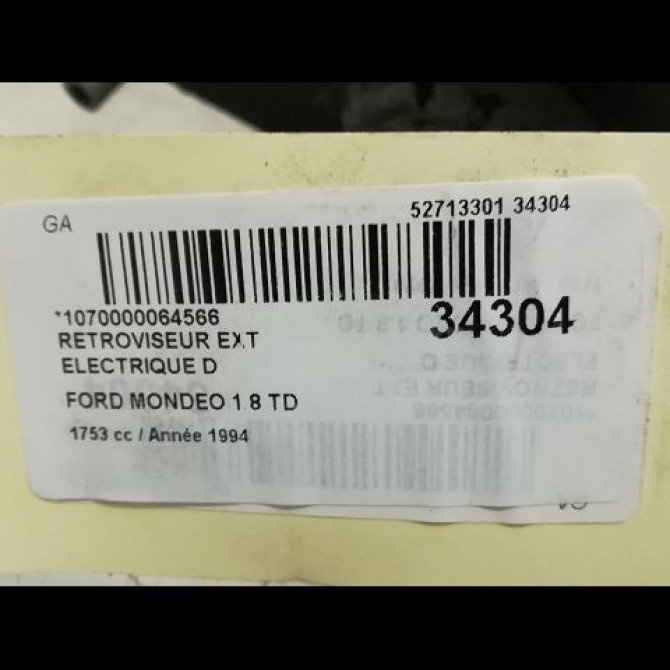 GA
52713301 34304
*1070000064566
34304
RETROVISEUR EXT
ELECTRIQUE D
FORD MONDEO 1.8 TD
1753 cc / Année 1994